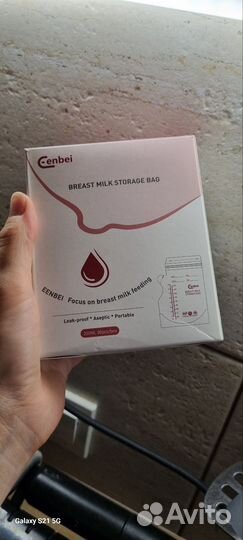 Eenbei
BREAST MILK STORAGE BAG
EENBEI Focus on breast milk feeding
Leak-proof * Aseptic * Portable
Eenbei
Galaxy S21 5G
Avito